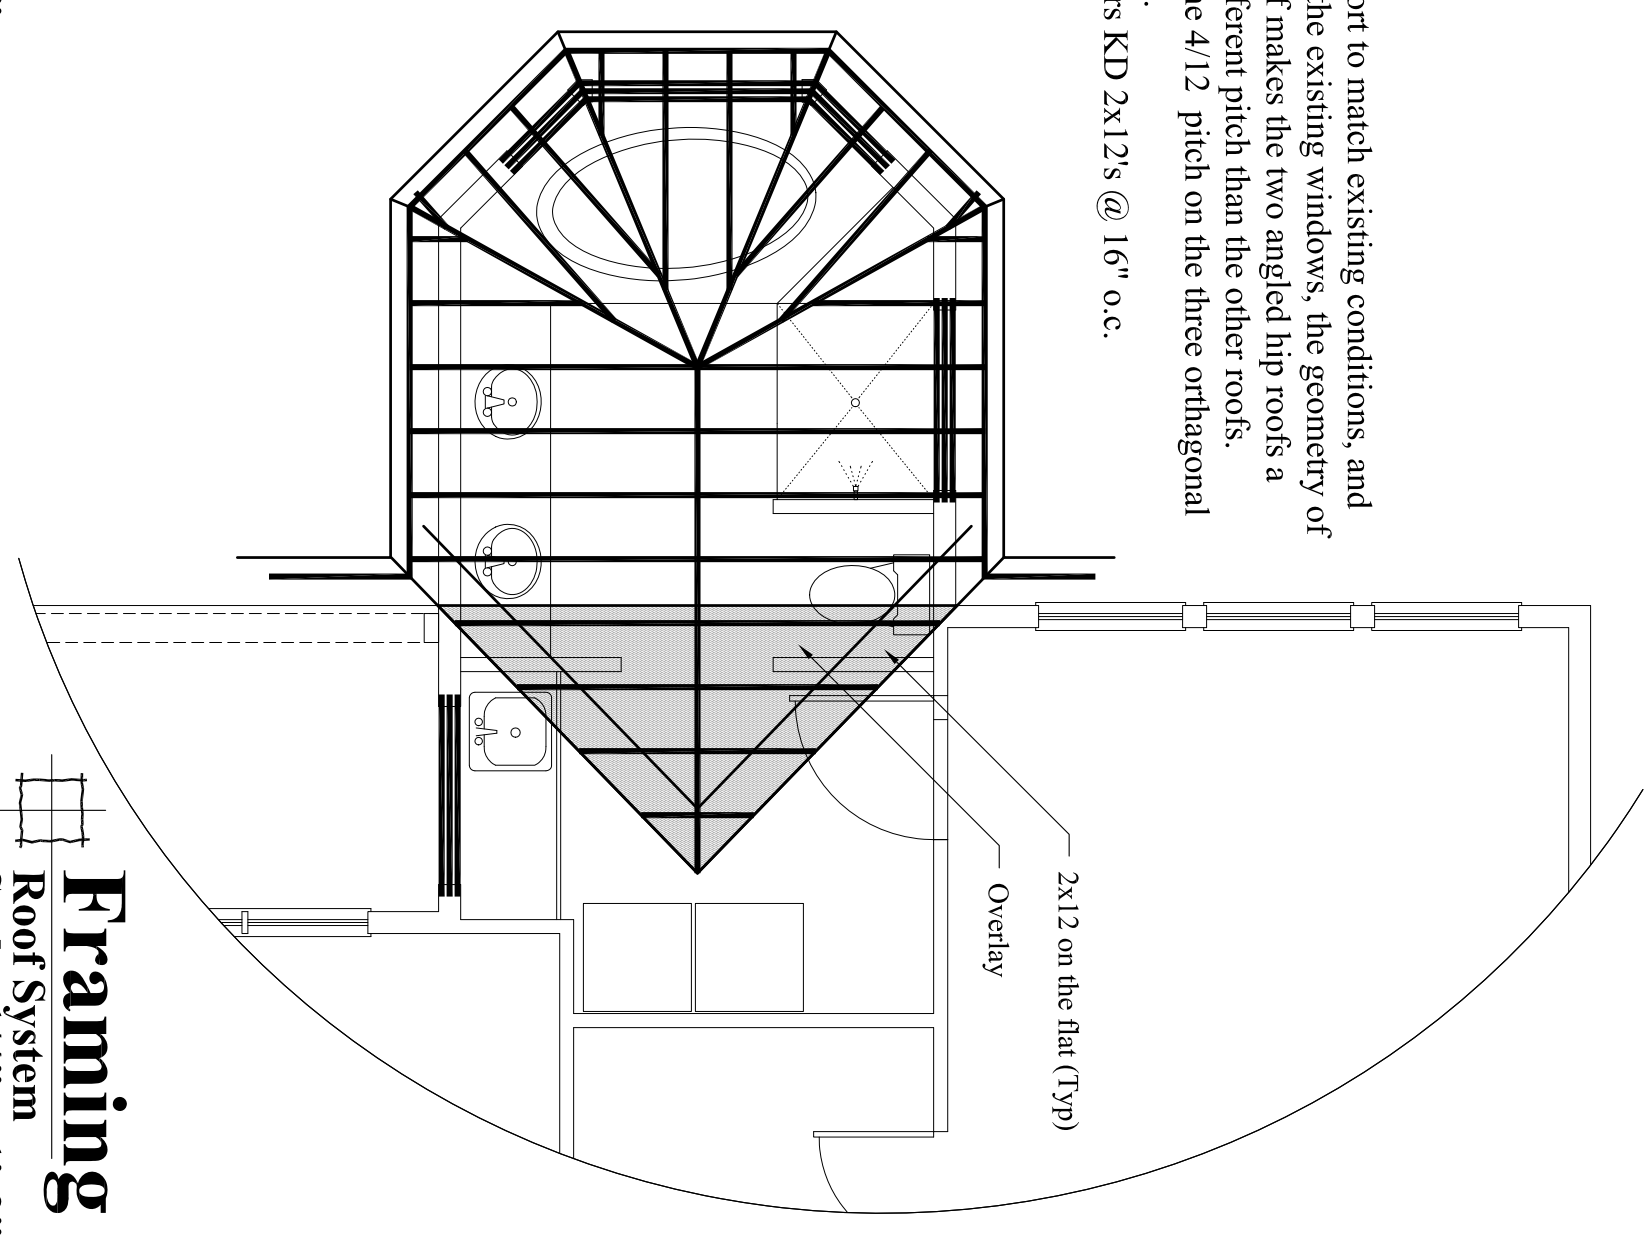 ort to match existing conditions, and
the existing windows, the geometry of
f makes the two angled hip roofs a
ferent pitch than the other roofs.
ne 4/12 pitch on the three orthagonal
rs KD 2x12's @ 16" o.c.
2x12 on the flat (Typ)
Overlay
Framing
Roof System